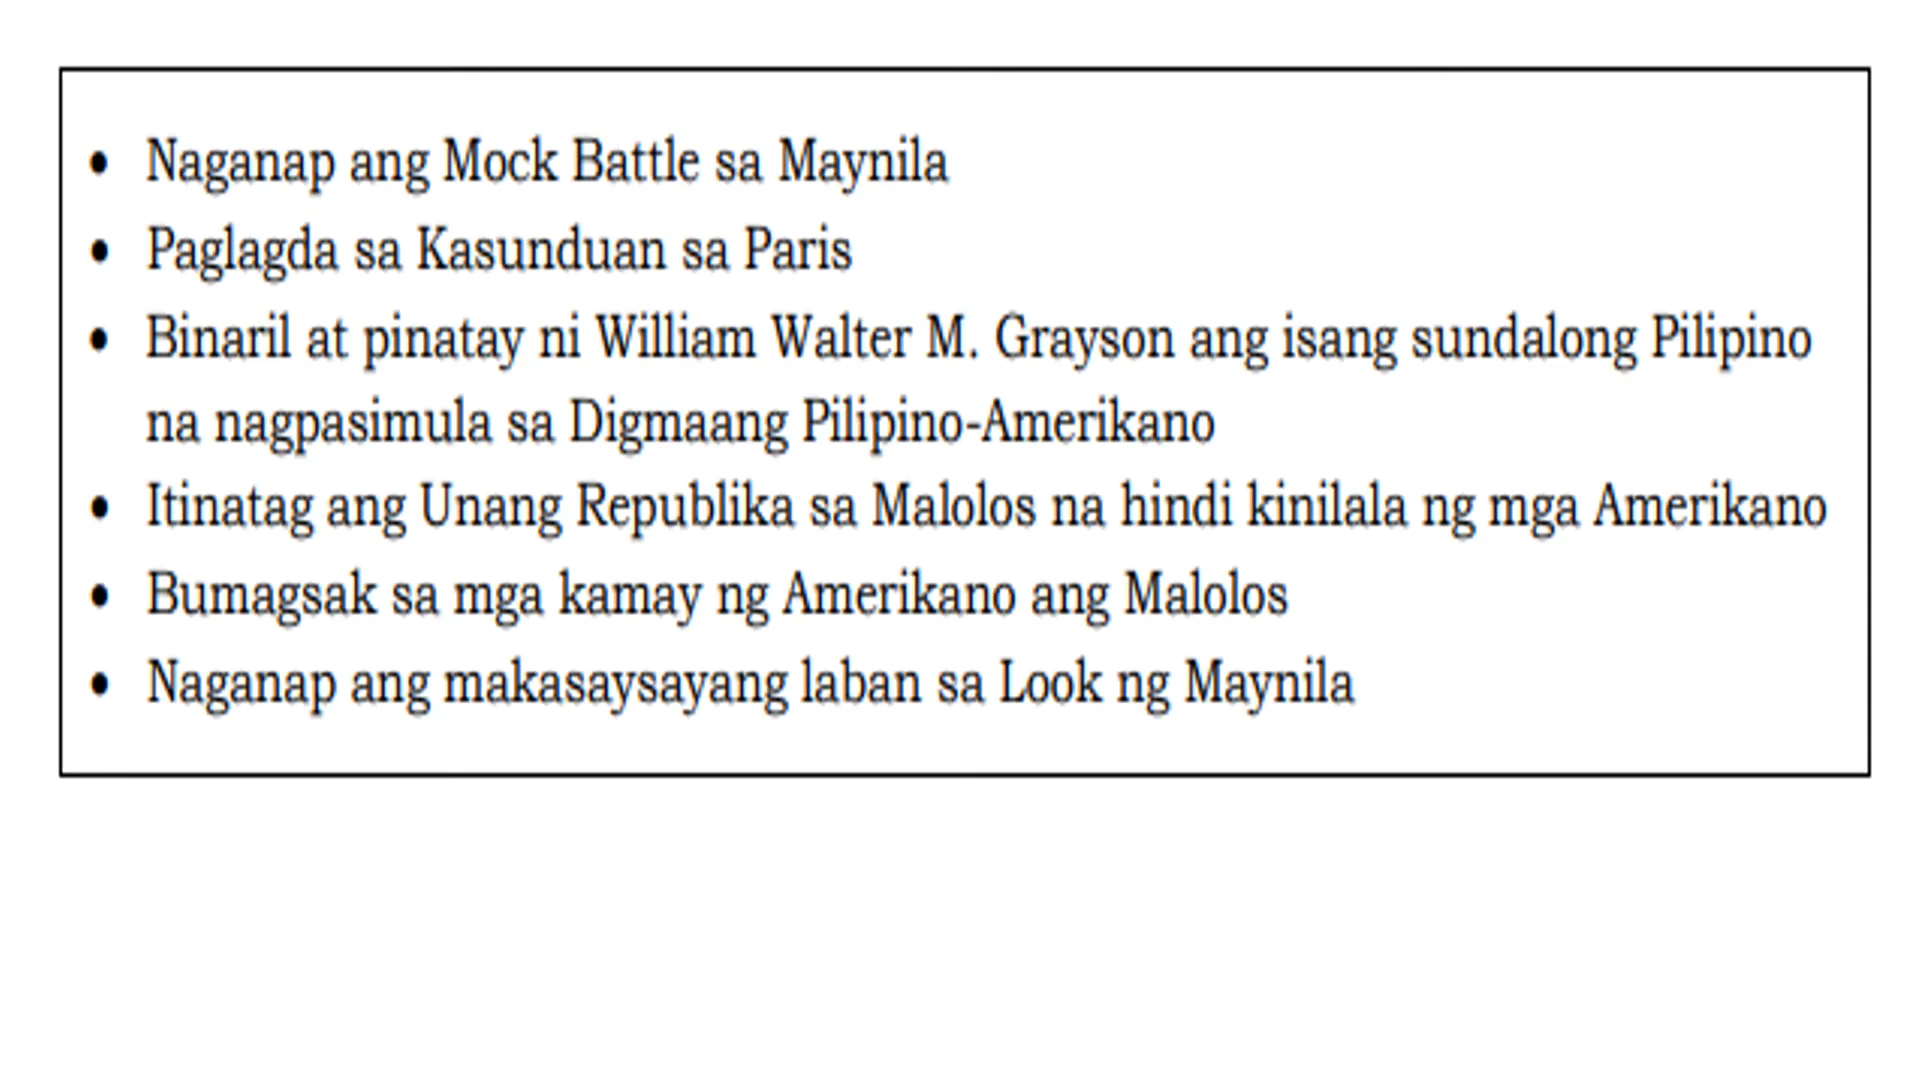 • Naganap ang Mock Battle sa Maynila
• Paglagda sa Kasunduan sa Paris
• Binaril at pinatay ni William Walter M. Grayson ang isang sundalong Pilipino
na nagpasimula sa Digmaang Pilipino-Amerikano
• Itinatag ang Unang Republika sa Malolos na hindi kinilala ng mga Amerikano
• Bumagsak sa mga kamay ng Amerikano ang Malolos
• Naganap ang makasaysayang laban sa Look ng Maynila